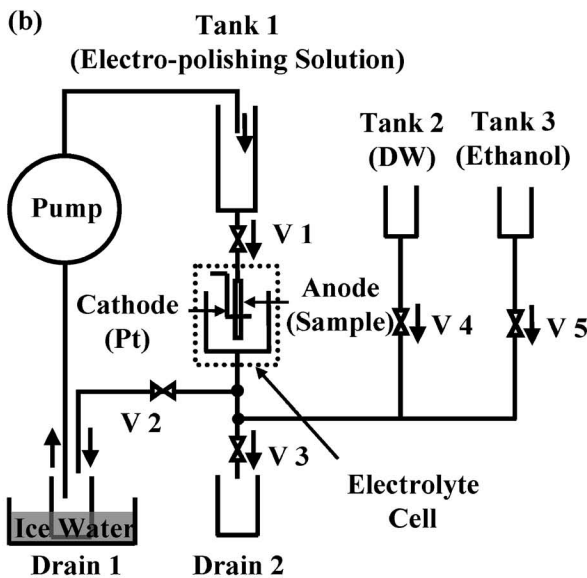 (b)
Tank 1
(Electro-polishing Solution)
Tank 2
(DW)
Tank 3
(Ethanol)
Pump
V 1
Cathode
(Pt)
Anode
(Sample)
V 4
V 5
V 2
V 3
Electrolyte
Cell
Ice Water
Drain 1
Drain 2